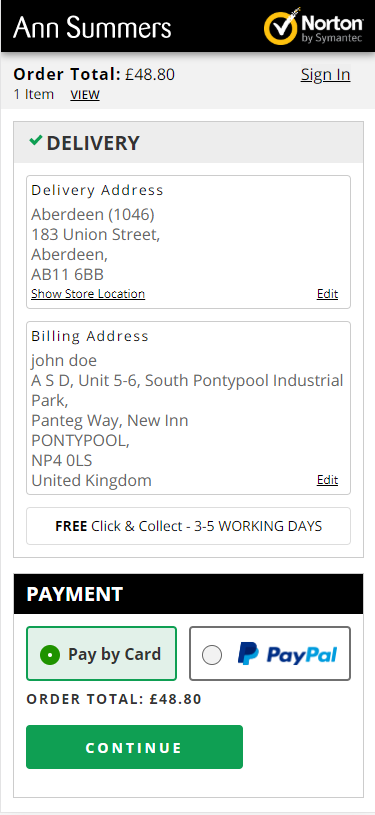 Ann Summers
Norton
by Symantec
Order Total: £48.80
Sign In
1 Item VIEW
DELIVERY
Delivery Address
Aberdeen (1046)
183 Union Street,
Aberdeen,
AB11 6BB
Show Store Location
Edit
Billing Address
john doe
A S D, Unit 5-6, South Pontypool Industrial
Park,
Panteg Way, New Inn
PONTYPOOL,
NP4 0LS
United Kingdom
Edit
FREE Click & Collect - 3-5 WORKING DAYS
PAYMENT
Pay by Card
PayPal
ORDER TOTAL: £48.80
CONTINUE